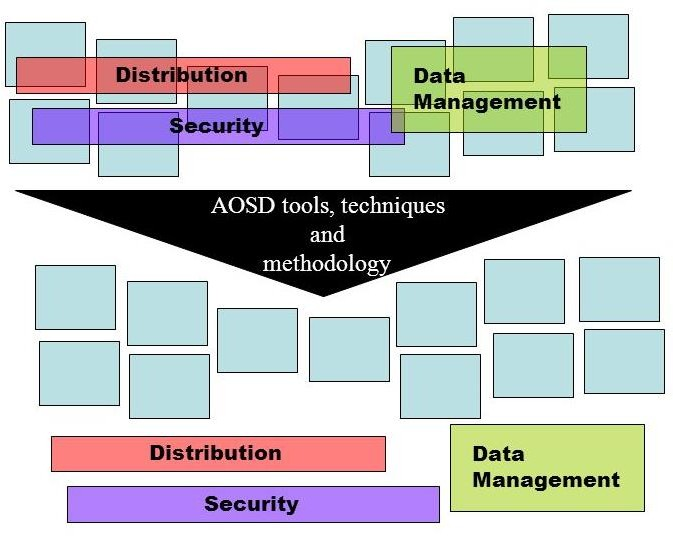 Distribution
Data
Management
Security
AOSD tools, techniques
and
methodology
Distribution
Data
Management
Security